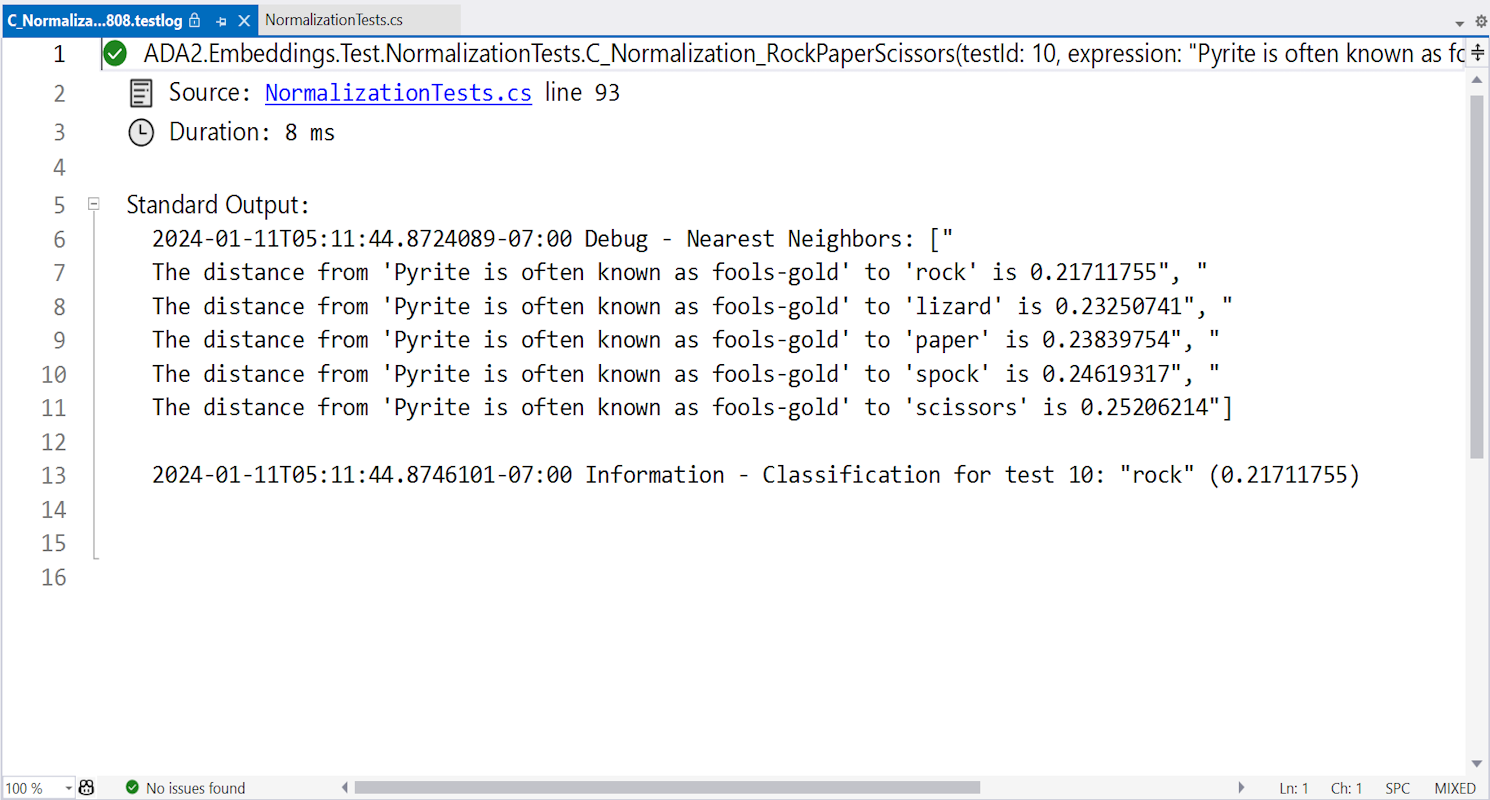 C_Normaliza...808.testlog NormalizationTests.cs
1 ADA2.Embeddings.Test.NormalizationTests.C_Normalization_RockPaperScissors(testId: 10, expression: "Pyrite is often known as fo
2 Source: NormalizationTests.cs line 93
3 Duration: 8 ms
4
5 Standard Output:
6 2024-01-11T05:11:44.8724089-07:00 Debug - Nearest Neighbors: ["
7 The distance from 'Pyrite is often known as fools-gold' to 'rock' is 0.21711755", "
8 The distance from 'Pyrite is often known as fools-gold' to 'lizard' is 0.23250741", "
9 The distance from 'Pyrite is often known as fools-gold' to 'paper' is 0.23839754", "
10 The distance from 'Pyrite is often known as fools-gold' to 'spock' is 0.24619317", "
11 The distance from 'Pyrite is often known as fools-gold' to 'scissors' is 0.25206214"]
12
13 2024-01-11T05:11:44.8746101-07:00 Information - Classification for test 10: "rock" (0.21711755)
14
15
16
100 % No issues found Ln: 1 Ch: 1 SPC MIXED